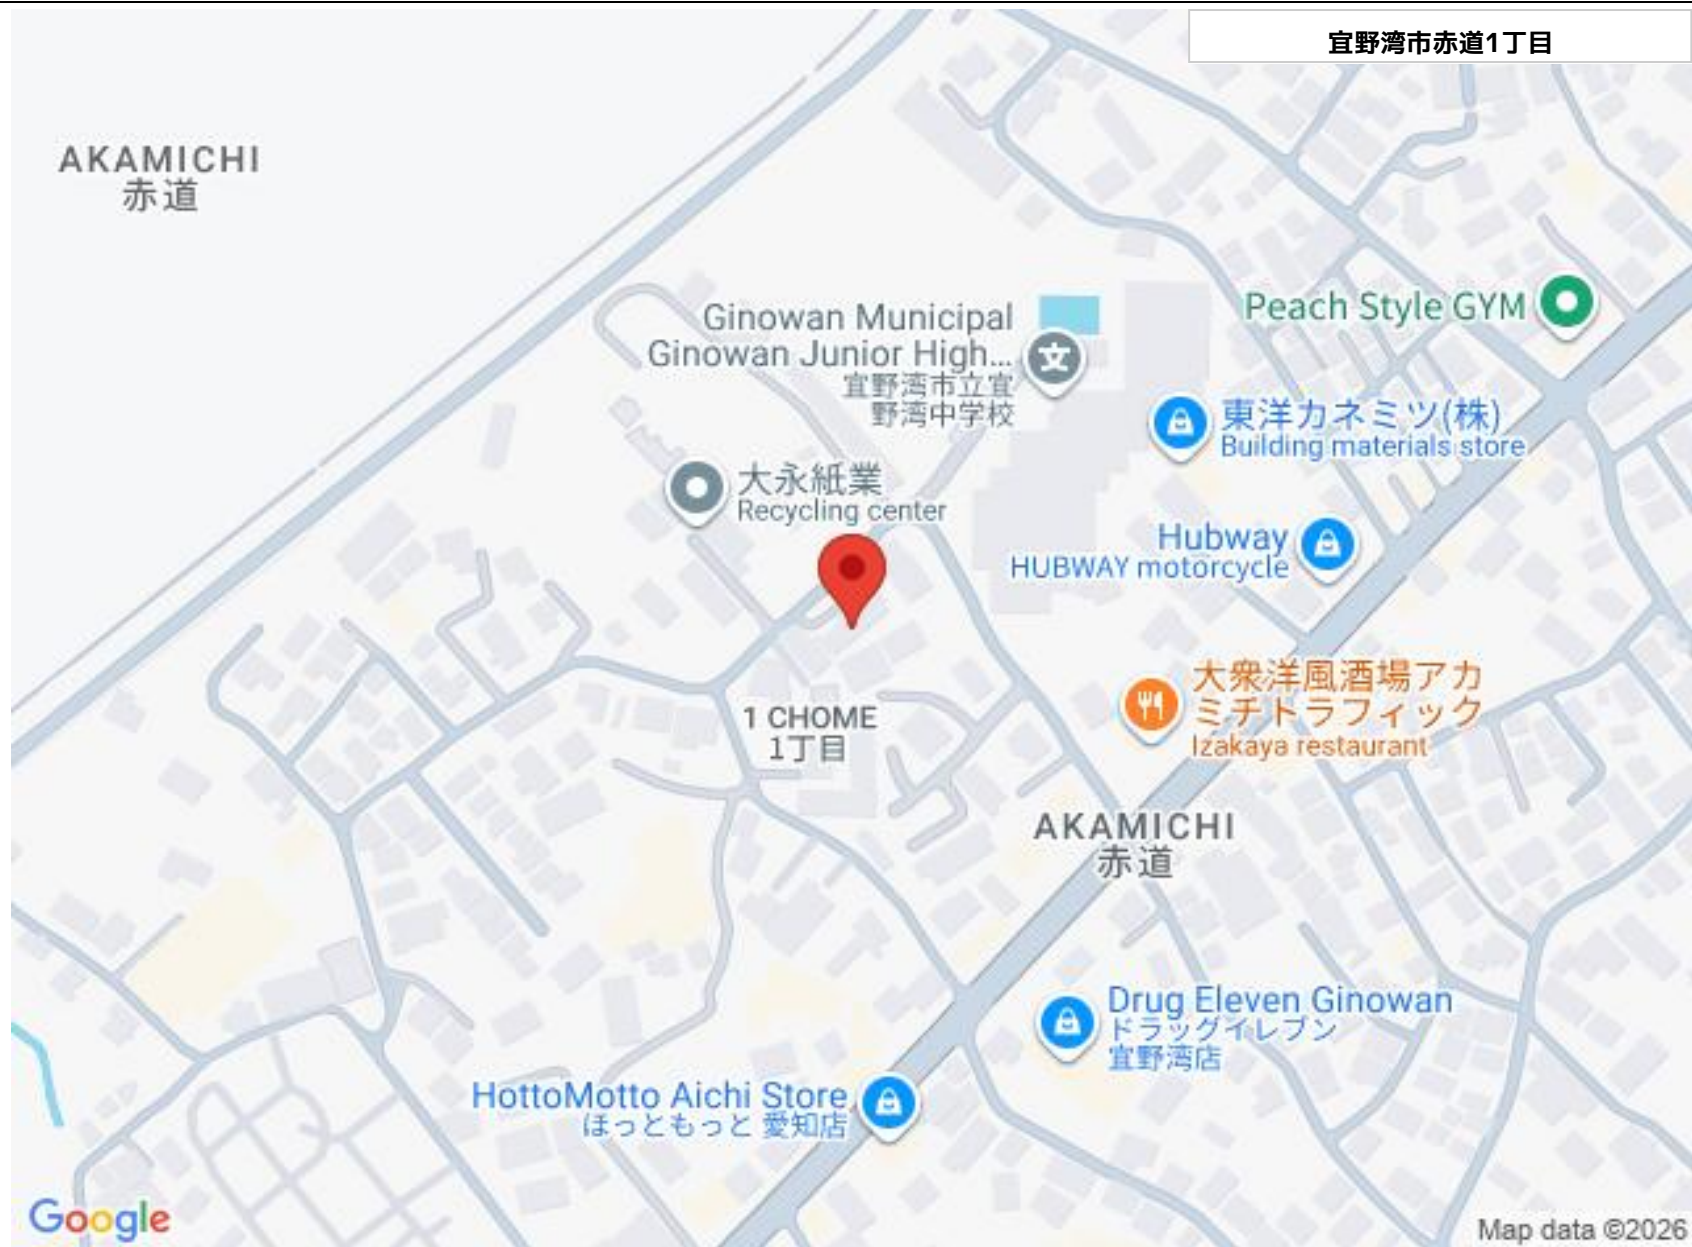 宜野湾市赤道1丁目
AKAMICHI
赤道
Ginowan Municipal
Ginowan Junior High...
宜野湾市立宜
野湾中学校
文
Peach Style GYM
東洋カネミツ(株)
Building materials store
大永紙業
Recycling center
Hubway
HUBWAY motorcycle
大衆洋風酒場アカ
ミチトラフィック
Izakaya restaurant
1 CHOME
1丁目
AKAMICHI
赤道
Drug Eleven Ginowan
ドラッグイレブン
宜野湾店
HottoMotto Aichi Store
ほっともっと 愛知店
Google
Map data ©2026